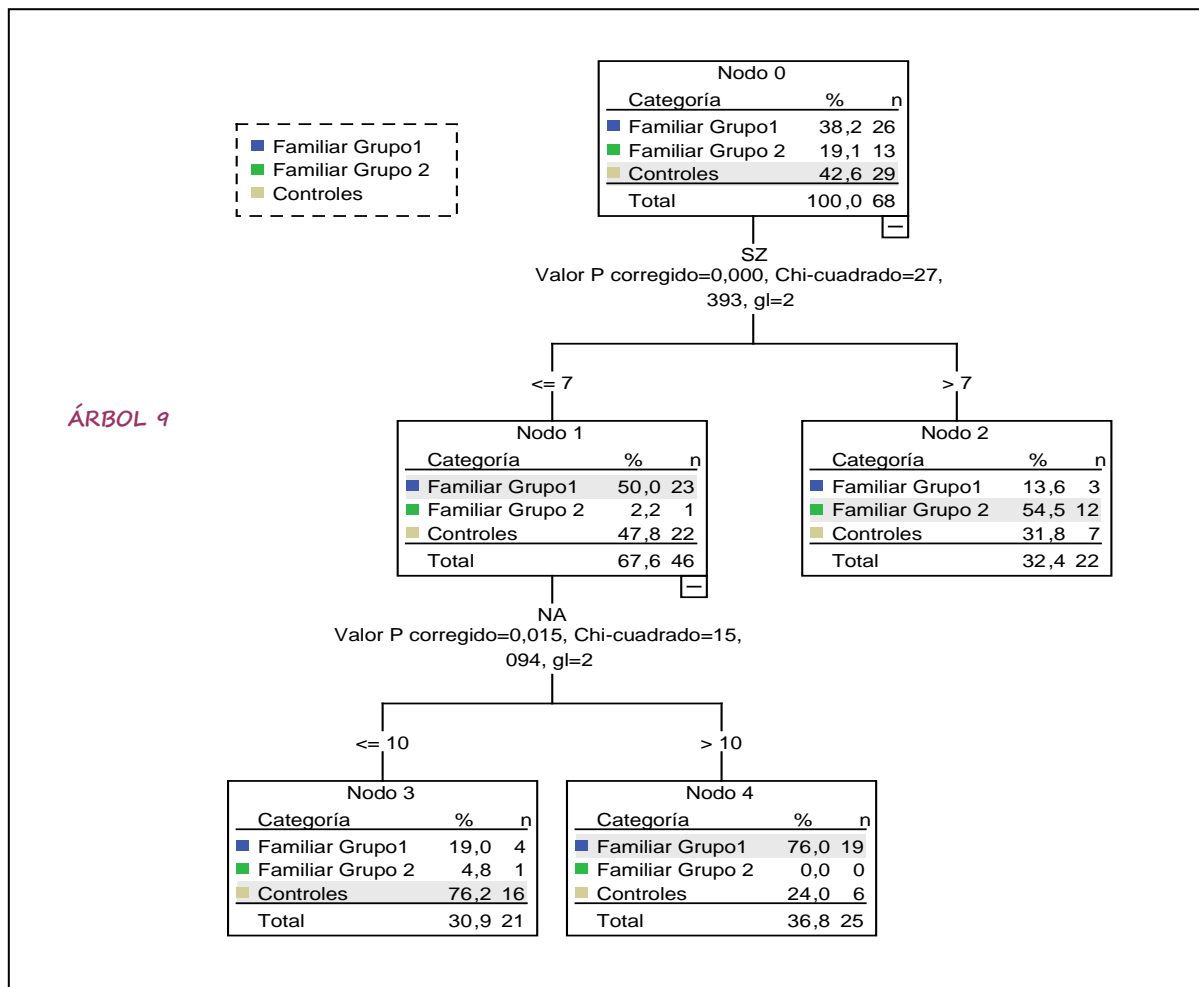 Nodo 0
Categoría % n
Familiar Grupo1 38,2 26
Familiar Grupo 2 19,1 13
Controles 42,6 29
Total 100,0 68
Familiar Grupo1
Familiar Grupo 2
Controles
SZ
Valor P corregido=0,000, Chi-cuadrado=27,
393, gl=2
<= 7
> 7
ÁRBOL 9
Nodo 1
Categoría % n
Familiar Grupo1 50,0 23
Familiar Grupo 2 2,2 1
Controles 47,8 22
Total 67,6 46
Nodo 2
Categoría % n
Familiar Grupo1 13,6 3
Familiar Grupo 2 54,5 12
Controles 31,8 7
Total 32,4 22
NA
Valor P corregido=0,015, Chi-cuadrado=15,
094, gl=2
<= 10
> 10
Nodo 3
Categoría % n
Familiar Grupo1 19,0 4
Familiar Grupo 2 4,8 1
Controles 76,2 16
Total 30,9 21
Nodo 4
Categoría % n
Familiar Grupo1 76,0 19
Familiar Grupo 2 0,0 0
Controles 24,0 6
Total 36,8 25